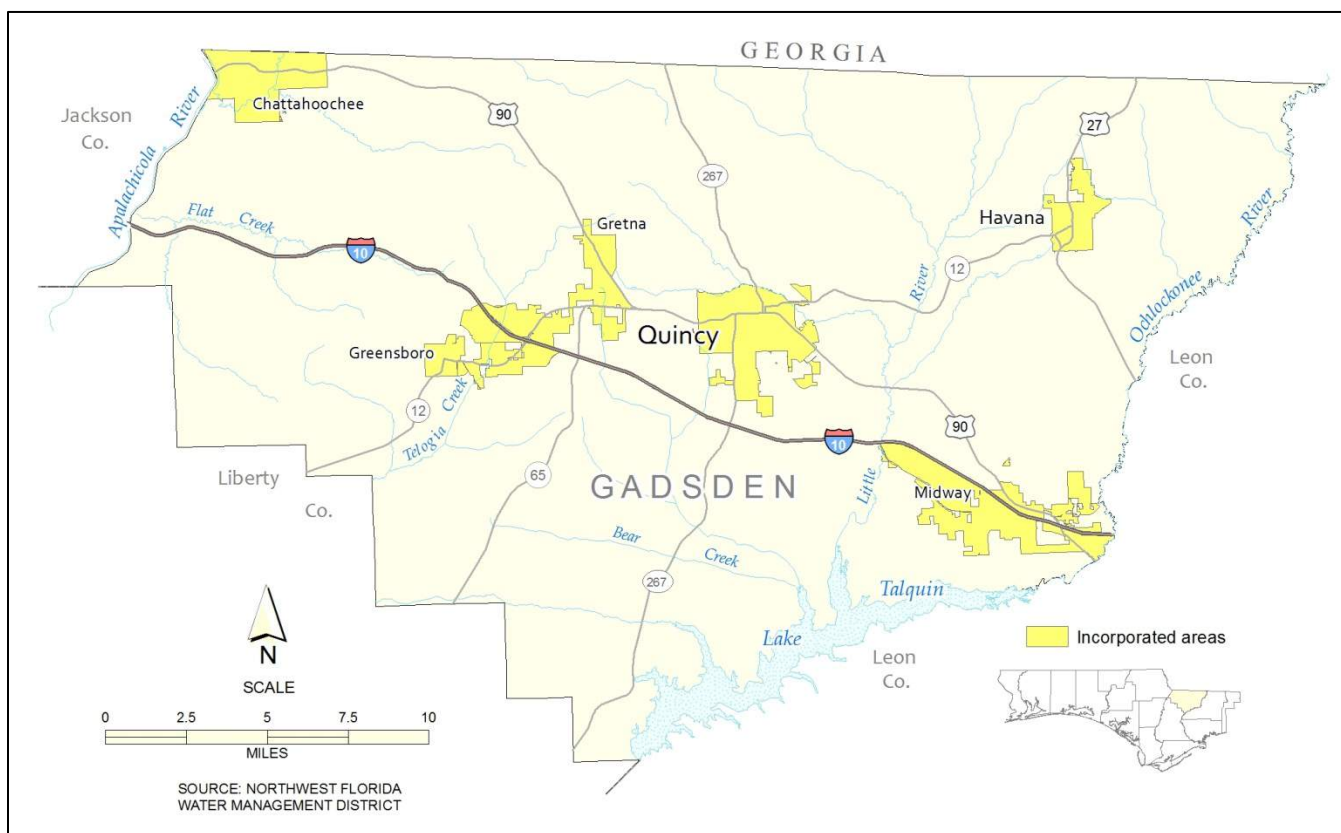 GEORGIA
Chattahoochee
Jackson
Co.
Apalachicola River
90
27
267
Flat Creek
10
Gretna
Havana
12
River
Ochlockonee River
Quincy
Greensboro
Leon
Co.
12
Telogia Creek
10
90
Liberty
Co.
65
GADSDEN
Little
Midway
Bear Creek
267
Talquin
Lake
N
SCALE
0 2.5 5 7.5 10
MILES
Leon
Co.
Incorporated areas
SOURCE: NORTHWEST FLORIDA
WATER MANAGEMENT DISTRICT